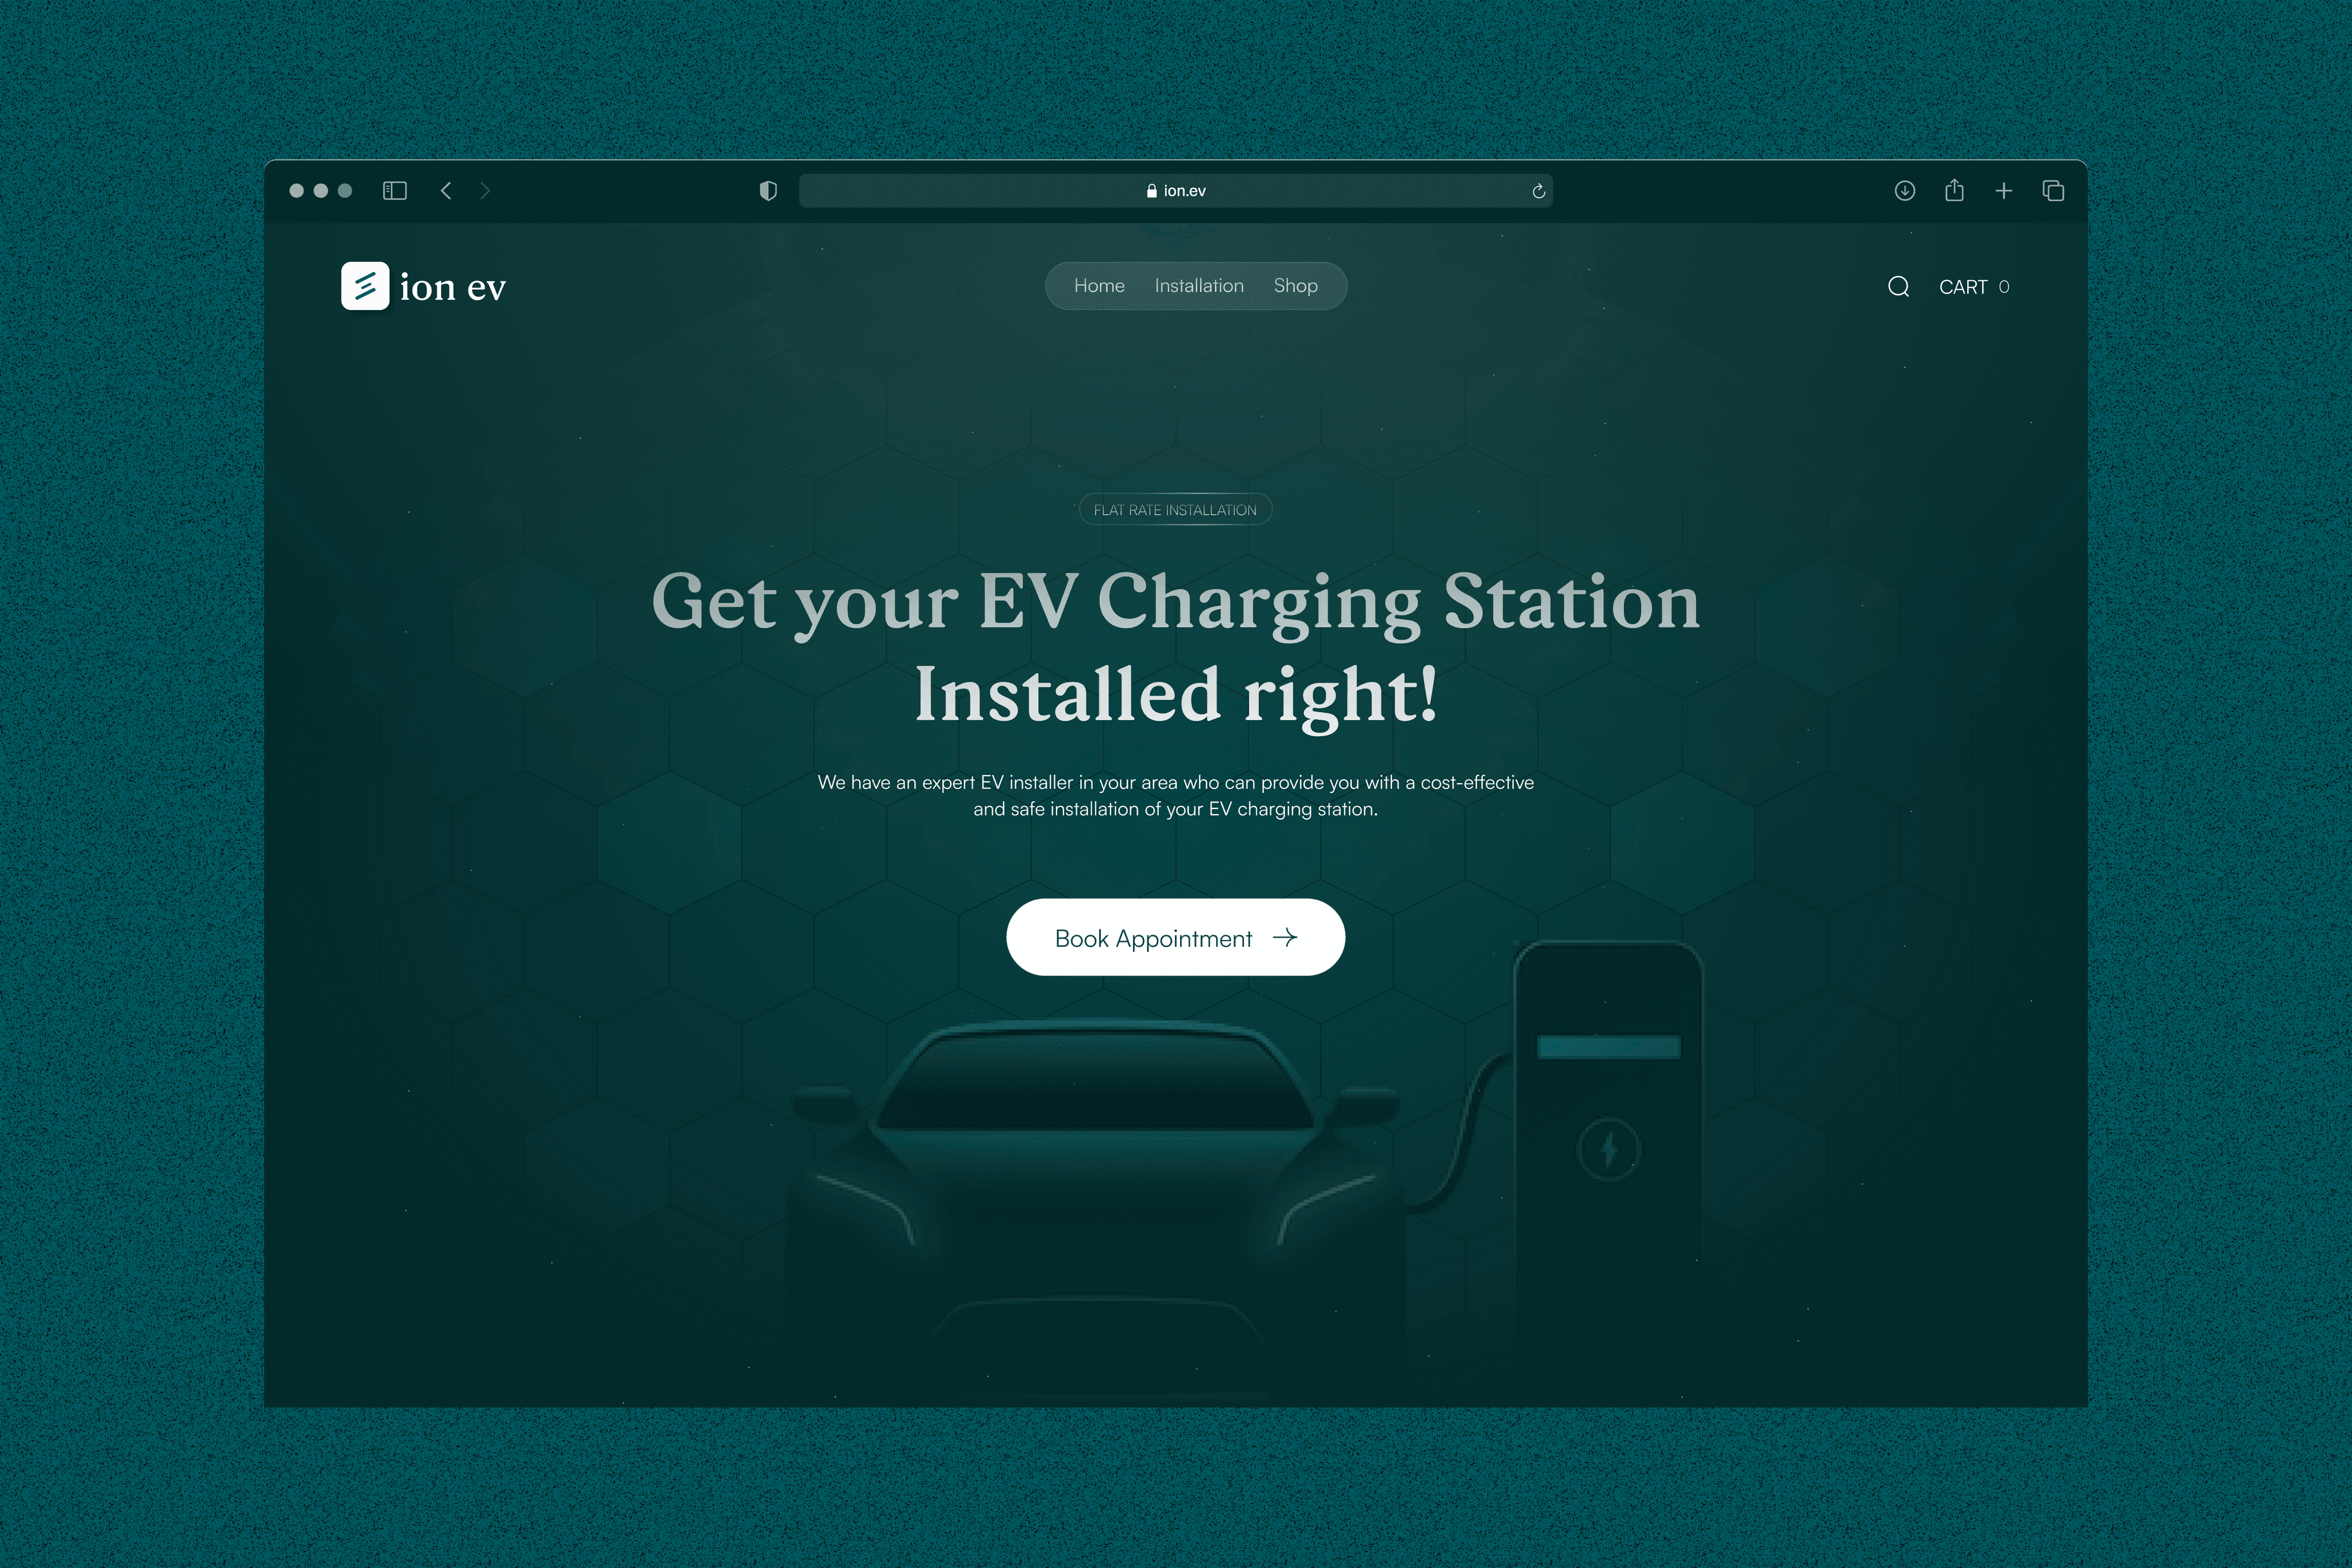 ion.ev
ion ev
Home Installation Shop
CART 0
FLAT RATE INSTALLATION
Get your EV Charging Station
Installed right!
We have an expert EV installer in your area who can provide you with a cost-effective
and safe installation of your EV charging station.
Book Appointment